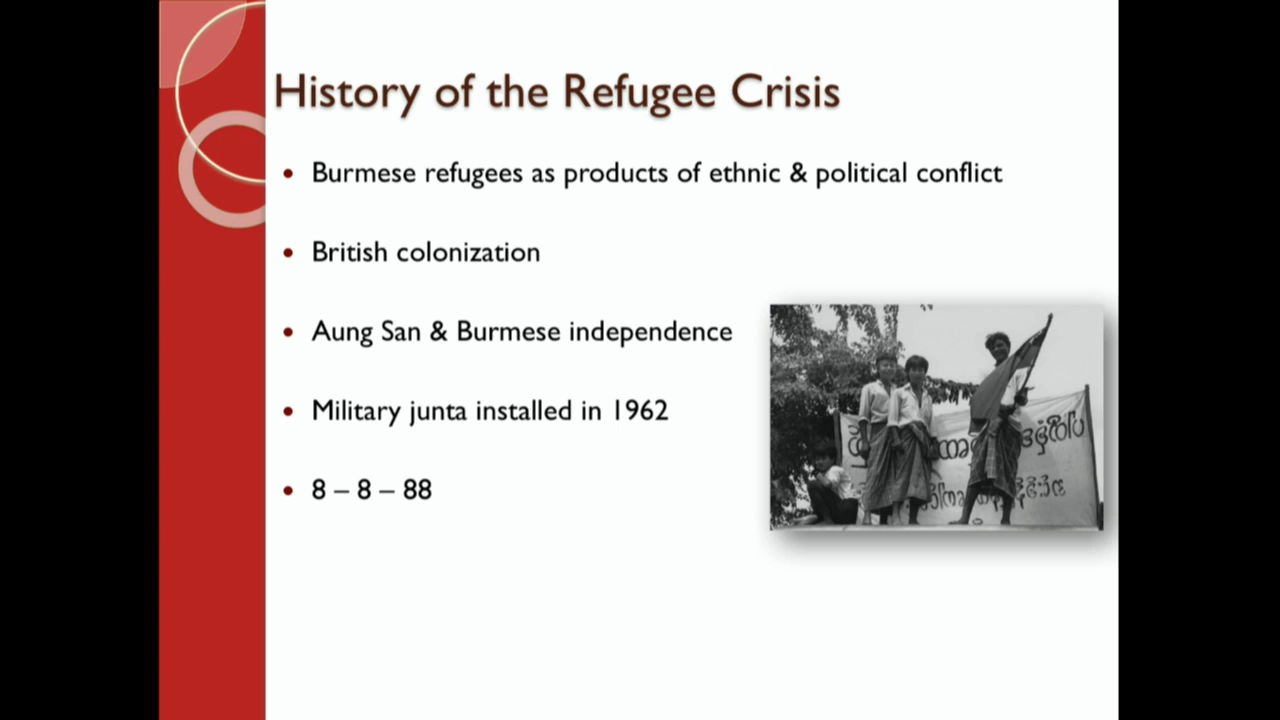 History of the Refugee Crisis
• Burmese refugees as products of ethnic & political conflict
• British colonization
• Aung San & Burmese independence
• Military junta installed in 1962
• 8 – 8 – 88